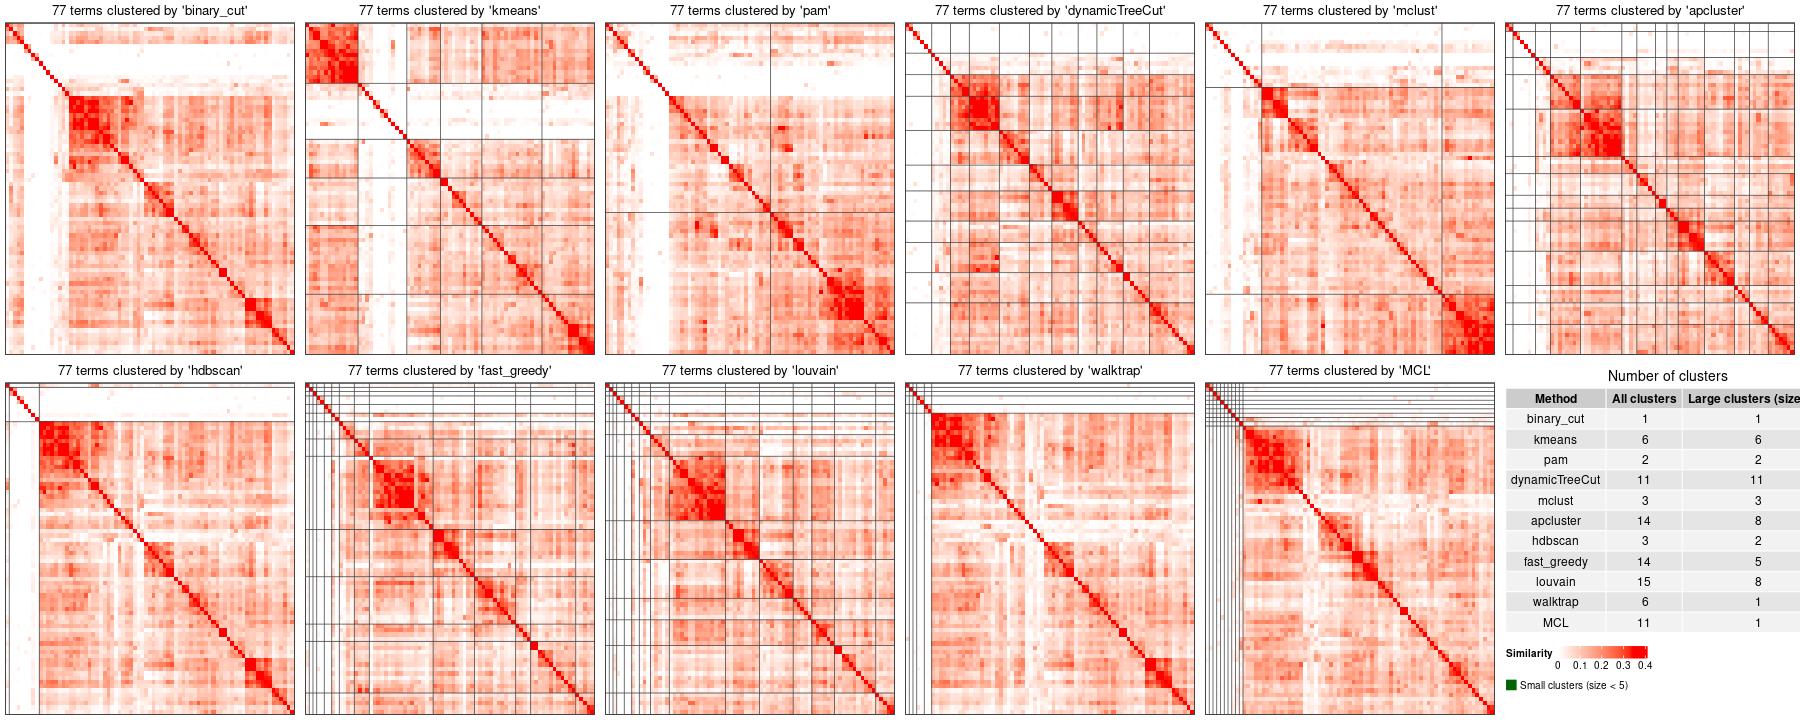 77 terms clustered by 'binary_cut'
77 terms clustered by 'kmeans'
77 terms clustered by 'pam'
77 terms clustered by 'dynamicTreeCut'
77 terms clustered by 'mclust'
77 terms clustered by 'apcluster'
77 terms clustered by 'hdbscan'
77 terms clustered by 'fast_greedy'
77 terms clustered by 'louvain'
77 terms clustered by 'walktrap'
77 terms clustered by 'MCL'
Number of clusters
Method All clusters Large clusters (size
binary_cut 1 1
kmeans 6 6
pam 2 2
dynamicTreeCut 11 11
mclust 3 3
apcluster 14 8
hdbscan 3 2
fast_greedy 14 5
louvain 15 8
walktrap 6 1
MCL 11 1
Similarity
0 0.1 0.2 0.3 0.4
Small clusters (size < 5)